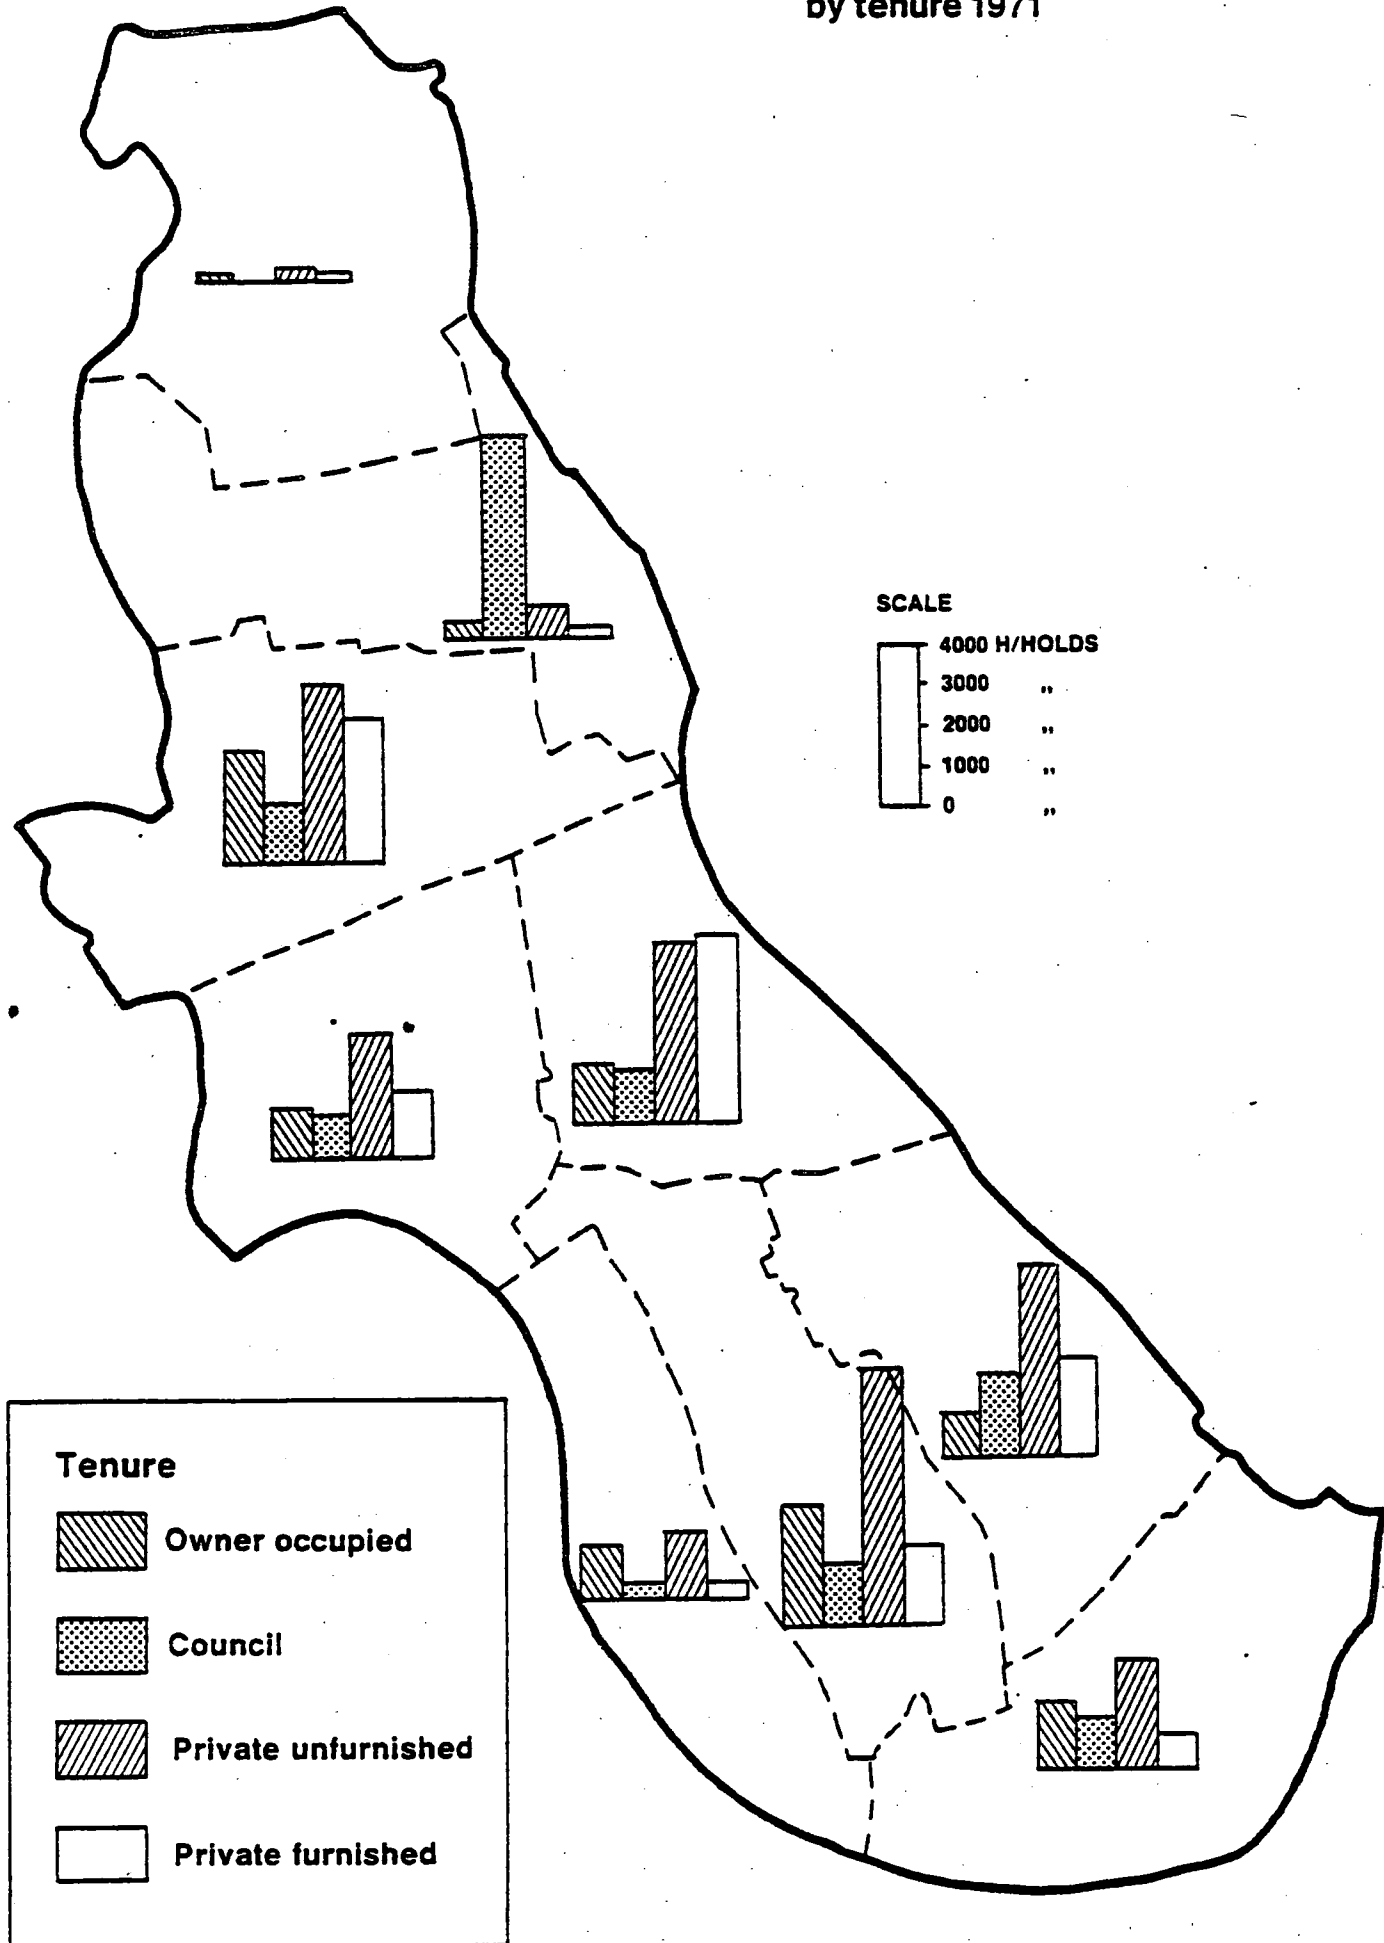 by tenure 1971
SCALE
4000 H/HOLDS
3000 ,,
2000 ,,
1000 ,,
0 ,,
Tenure
Owner occupied
Council
Private unfurnished
Private furnished